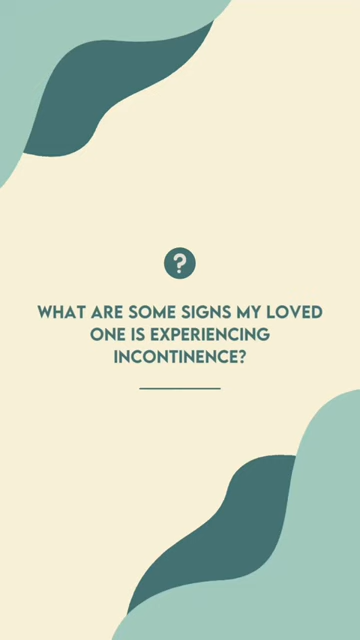 ?
WHAT ARE SOME SIGNS MY LOVED
ONE IS EXPERIENCING
INCONTINENCE?